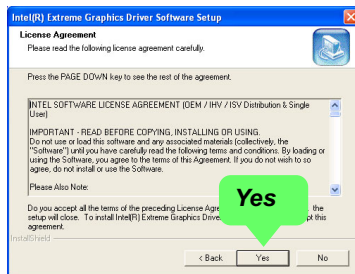 Intel(R) Extreme Graphics Driver Software Setup
License Agreement
Please read the following license agreement carefully.
Press the PAGE DOWN key to see the rest of the agreement.
INTEL SOFTWARE LICENSE AGREEMENT (OEM / IHV / ISV Distribution & Single
User)
IMPORTANT - READ BEFORE COPYING, INSTALLING OR USING.
Do not use or load this software and any associated materials (collectively, the
"Software") until you have carefully read the following terms and conditions. By loading or
using the Software, you agree to the terms of this Agreement. If you do not wish to so
agree, do not install or use the Software.
Please Also Note:
Yes
Do you accept all the terms of the preceding License Agre the
setup will close. To install Intel(R) Extreme Graphics Drive pt this
agreement.
InstallShield
< Back
Yes
No